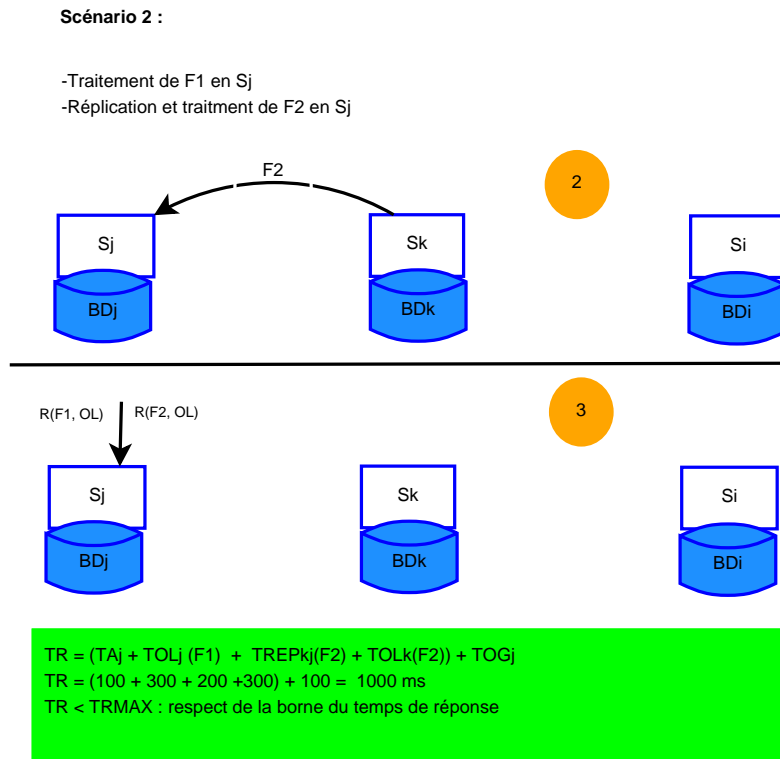 Scénario 2 :
-Traitement de F1 en Sj
-Réplication et traitment de F2 en Sj
F2
2
Sj
Sk
Si
BDj
BDk
BDi
3
R(F1, OL)
R(F2, OL)
Sj
Sk
Si
BDj
BDk
BDi
TR = (TAj + TOLj (F1) + TREPkj(F2) + TOLk(F2)) + TOGj
TR = (100 + 300 + 200 +300) + 100 = 1000 ms
TR < TRMAX : respect de la borne du temps de réponse